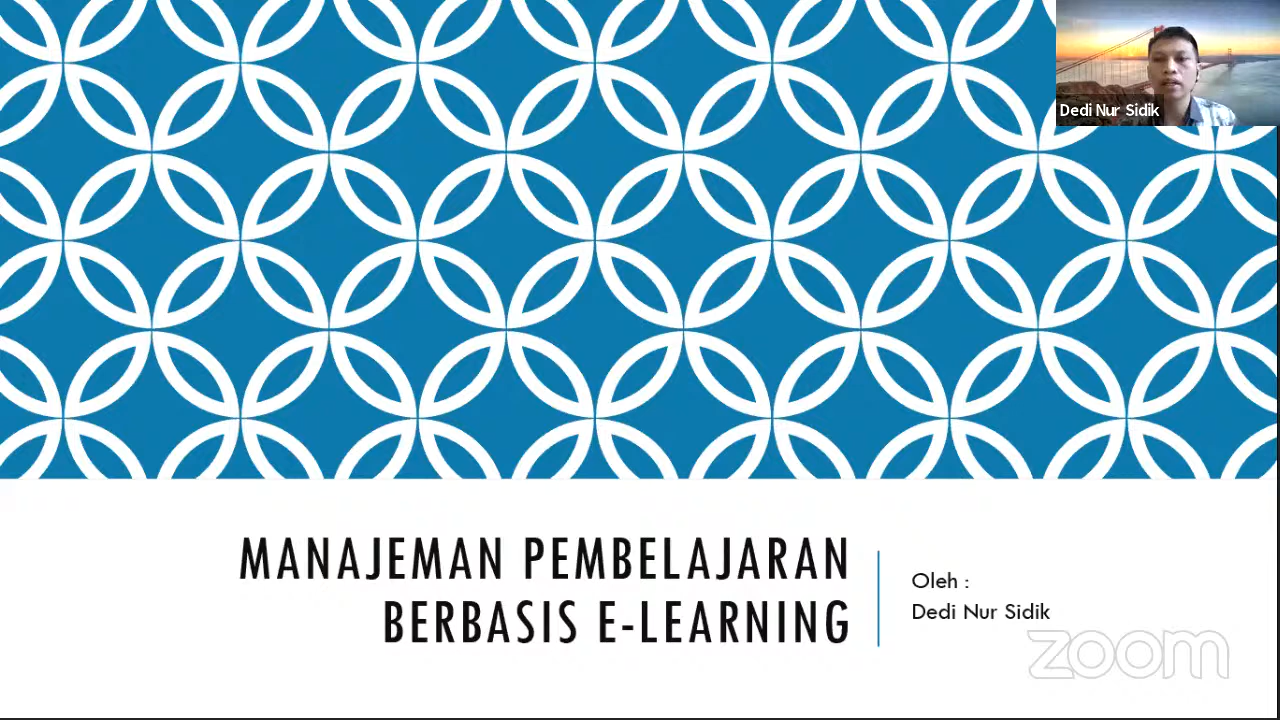 Dedi Nur Sidik
MANAJEMAN PEMBELAJARAN
BERBASIS E-LEARNING
Oleh :
Dedi Nur Sidik
zoom